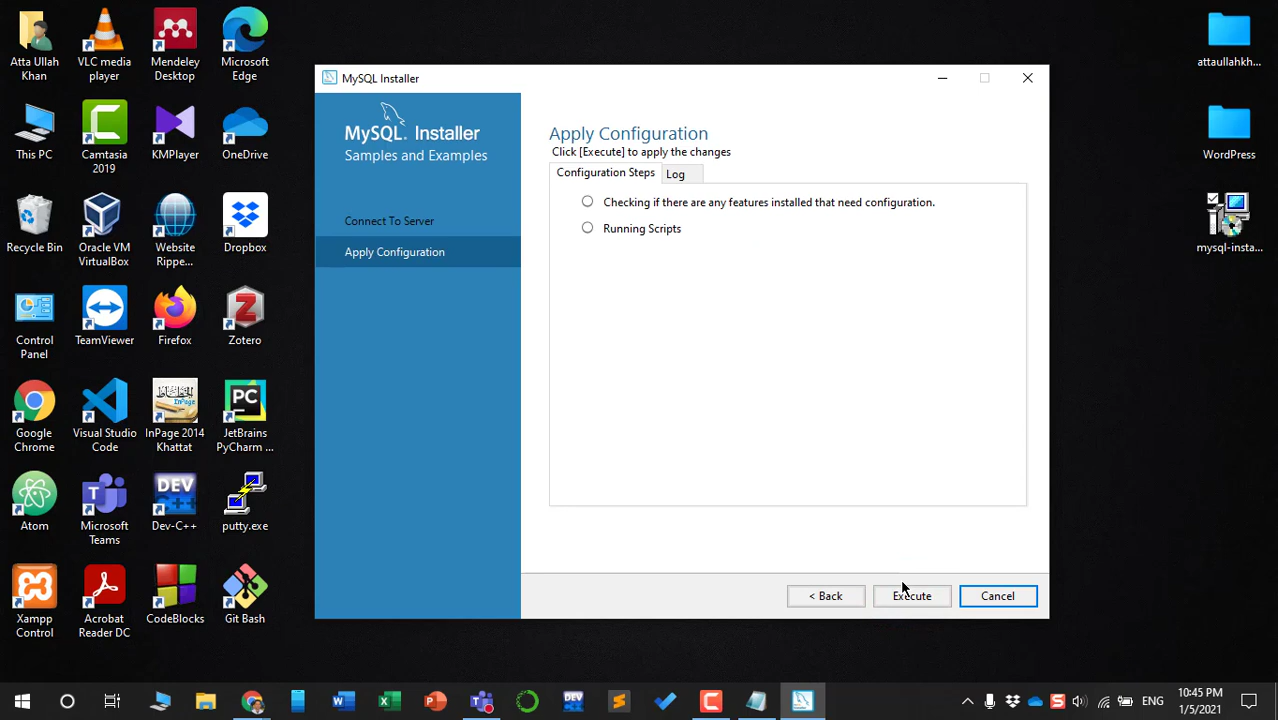 Atta Ullah
Khan
VLC media
player
Mendeley
Desktop
Microsoft
Edge
attaullahkh...
This PC
Camtasia
2019
KMPlayer
OneDrive
WordPress
Recycle Bin
Oracle VM
VirtualBox
Website
Rippe...
Dropbox
mysql-insta...
Control
Panel
TeamViewer
Firefox
Zotero
Google
Chrome
Visual Studio
Code
InPage 2014
Khattat
JetBrains
PyCharm ...
Atom
Microsoft
Teams
Dev-C++
putty.exe
Xampp
Control
Acrobat
Reader DC
CodeBlocks
Git Bash
MySQL Installer
MySQL. Installer
Samples and Examples
Connect To Server
Apply Configuration
Apply Configuration
Click [Execute] to apply the changes
Configuration Steps
Log
Checking if there are any features installed that need configuration.
Running Scripts
< Back
Execute
Cancel
ENG
10:45 PM
1/5/2021